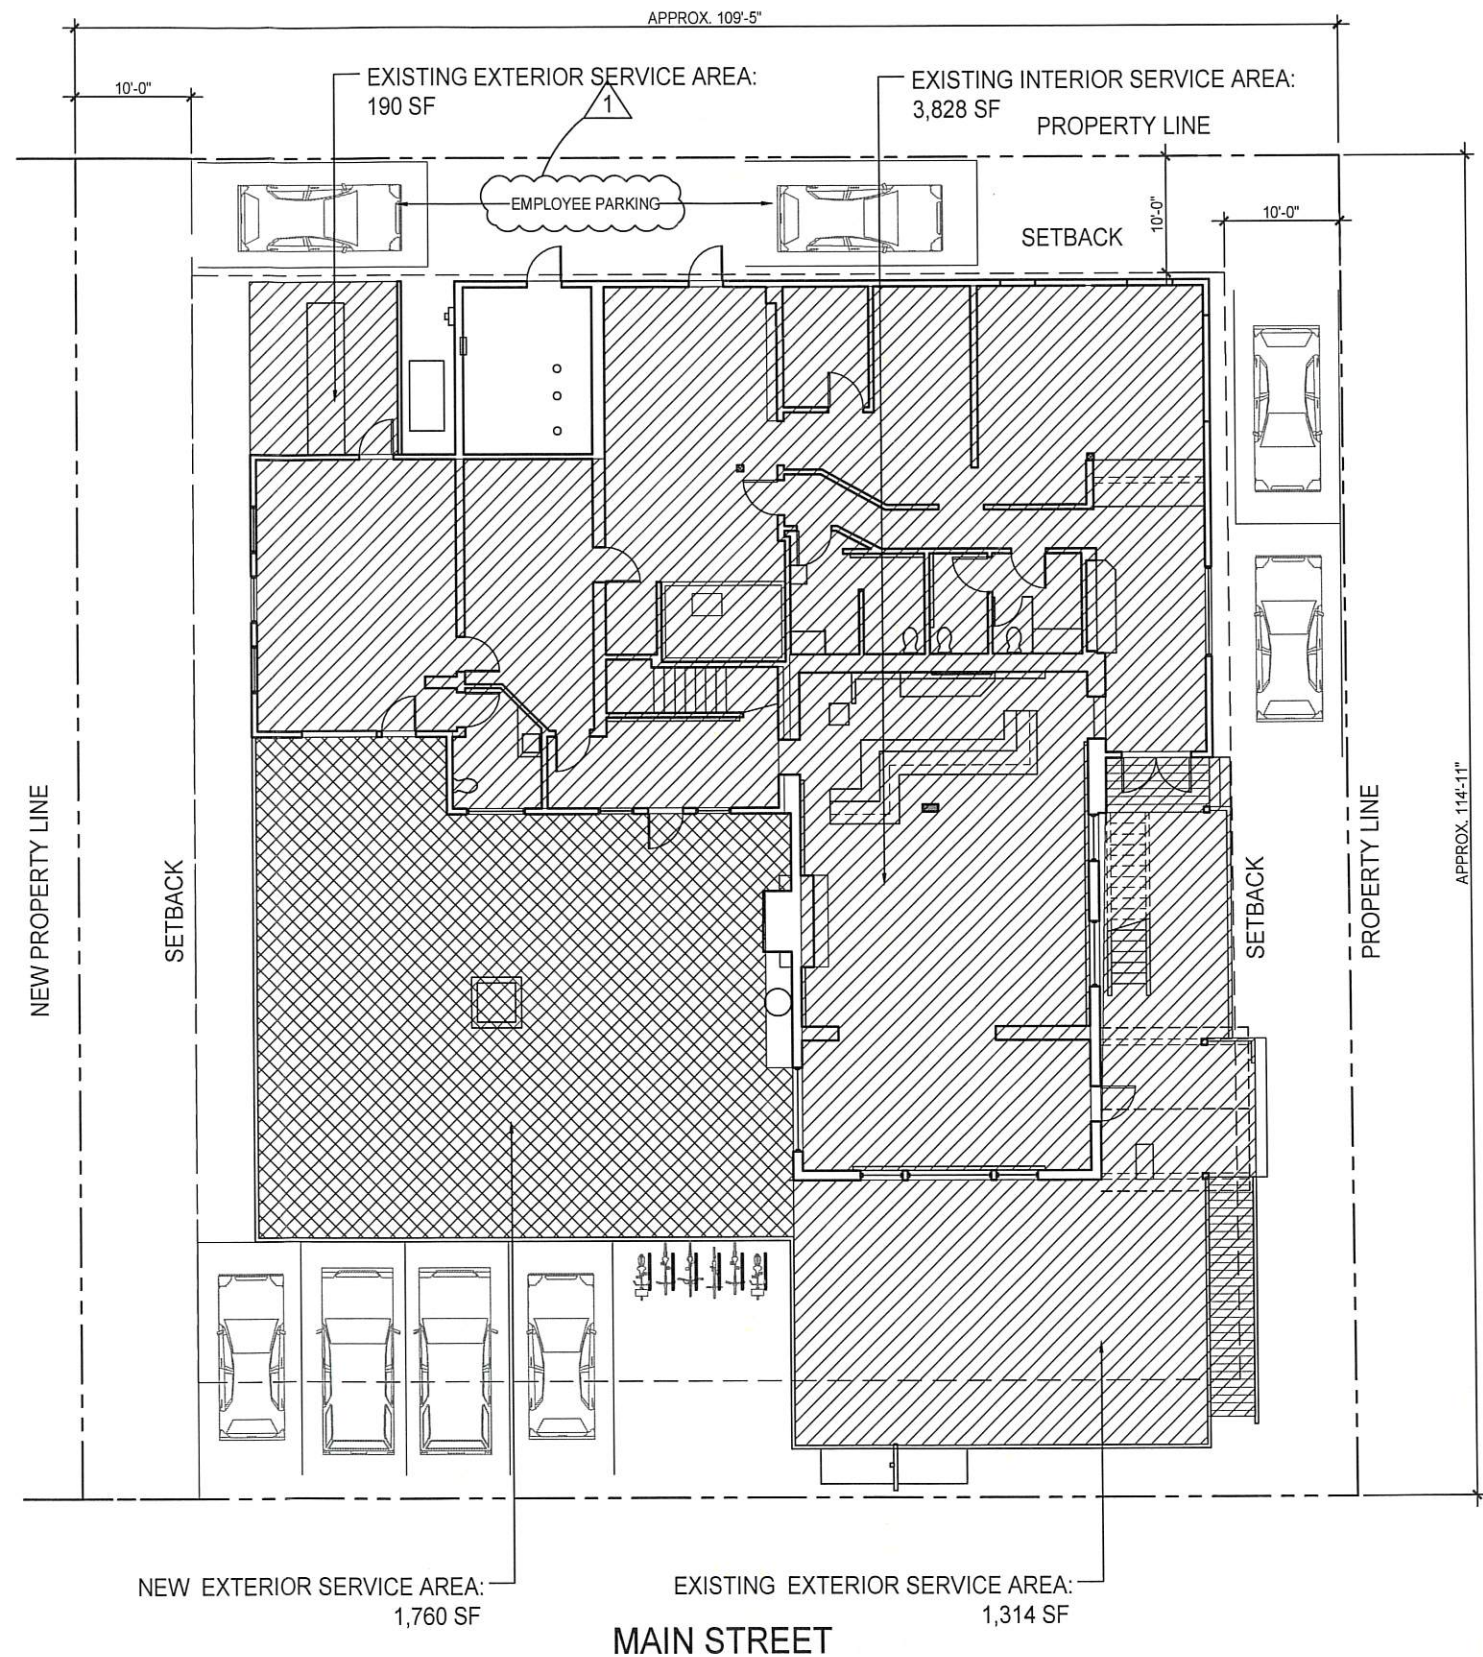 APPROX. 109'-5"
10'-0"
EXISTING EXTERIOR SERVICE AREA:
190 SF
1
EXISTING INTERIOR SERVICE AREA:
3,828 SF
PROPERTY LINE
EMPLOYEE PARKING
SETBACK
10'-0"
10'-0"
NEW PROPERTY LINE
SETBACK
SETBACK
PROPERTY LINE
APPROX. 114'-11"
NEW EXTERIOR SERVICE AREA:
1,760 SF
EXISTING EXTERIOR SERVICE AREA:
1,314 SF
MAIN STREET